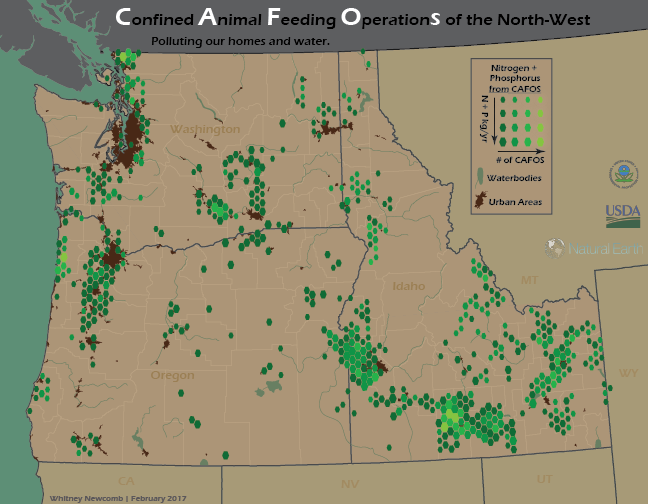 Confined Animal Feeding Operations of the North-West
Polluting our homes and water.
Nitrogen +
Phosphorus
from CAFOS
N + P kg/yr
# of CAFOS
Waterbodies
Urban Areas
USDA
Natural earth
Washington
Idaho
MT
WY
Oregon
CA
NV
UT
Whitney Newcomb | February 2017